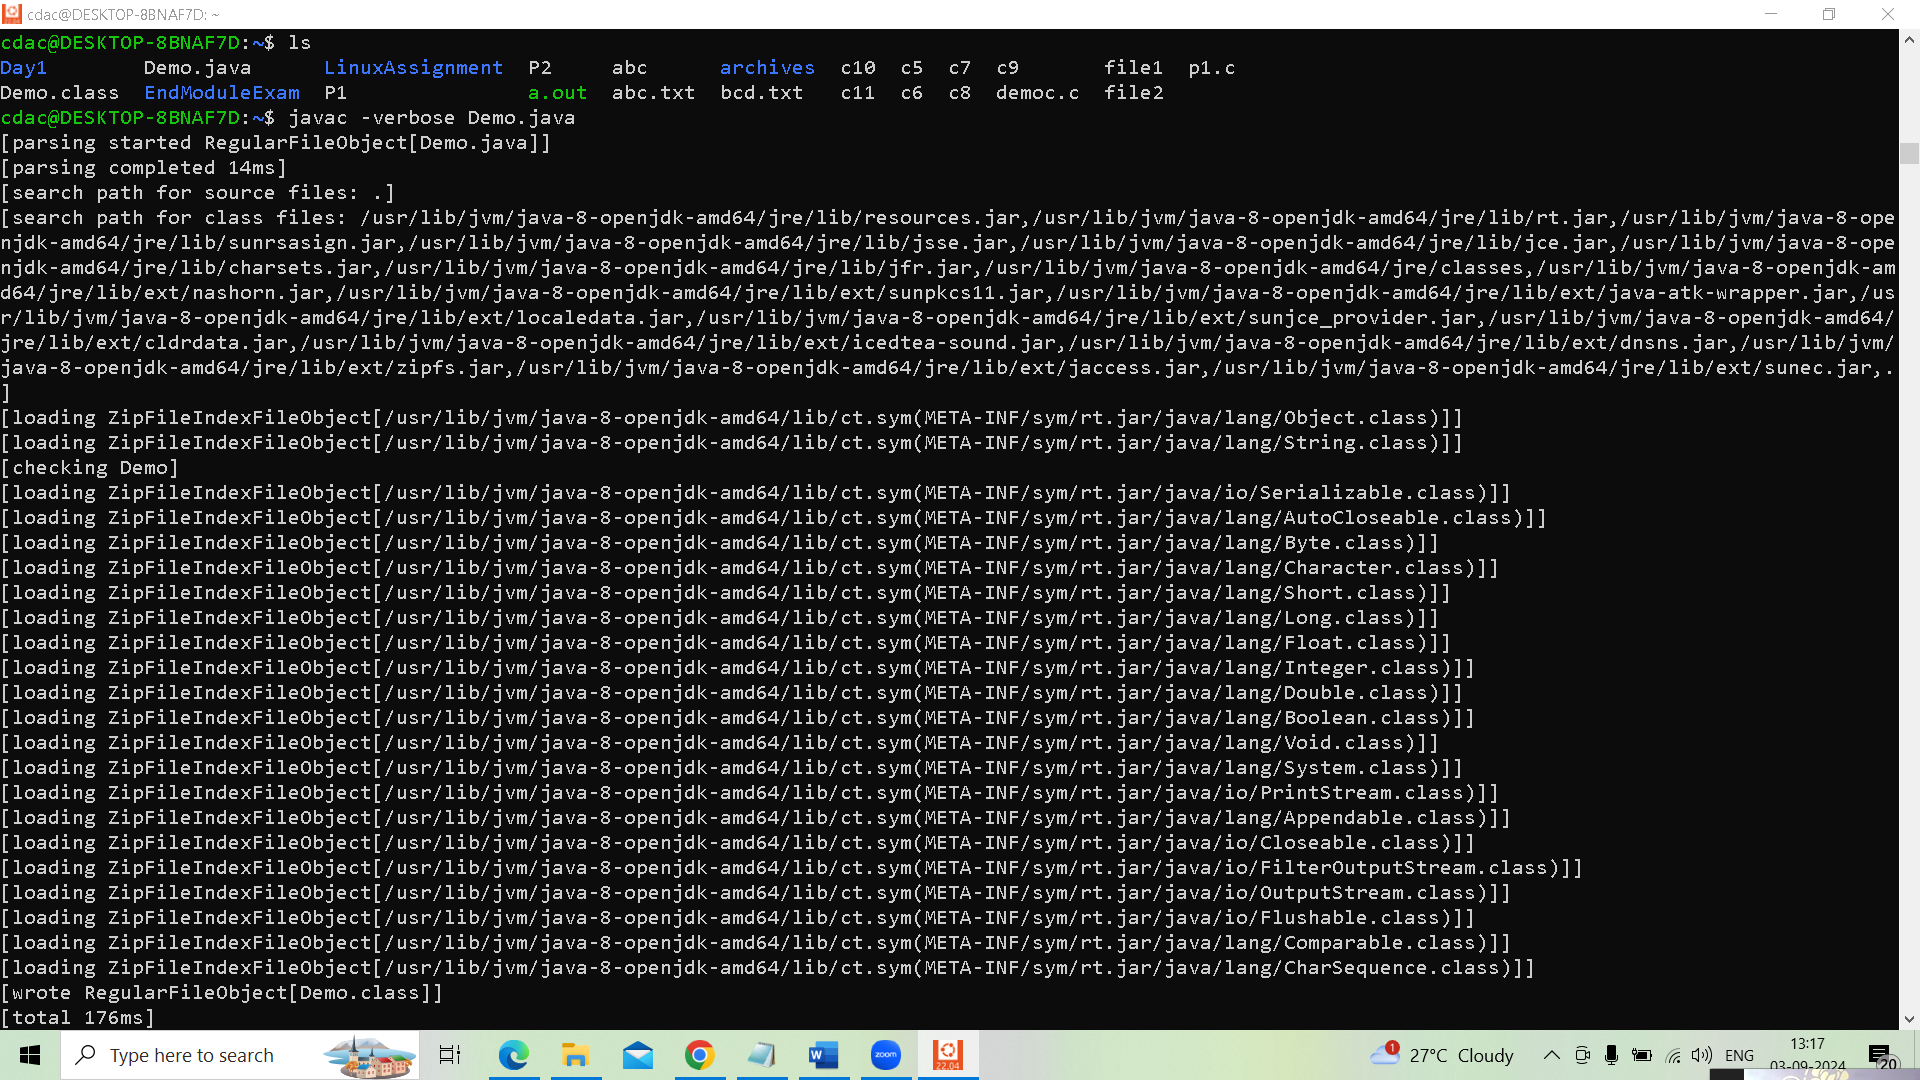 cdac@DESKTOP-8BNAF7D: ~
cdac@DESKTOP-8BNAF7D:~$ ls
Day1        Demo.java      LinuxAssignment  P2     abc      archives  c10  c5  c7  c9       file1  p1.c
Demo.class  EndModuleExam  P1               a.out  abc.txt  bcd.txt   c11  c6  c8  democ.c  file2
cdac@DESKTOP-8BNAF7D:~$ javac -verbose Demo.java
[parsing started RegularFileObject[Demo.java]]
[parsing completed 14ms]
[search path for source files: .]
[search path for class files: /usr/lib/jvm/java-8-openjdk-amd64/jre/lib/resources.jar,/usr/lib/jvm/java-8-openjdk-amd64/jre/lib/rt.jar,/usr/lib/jvm/java-8-ope
njdk-amd64/jre/lib/sunrsasign.jar,/usr/lib/jvm/java-8-openjdk-amd64/jre/lib/jsse.jar,/usr/lib/jvm/java-8-openjdk-amd64/jre/lib/jce.jar,/usr/lib/jvm/java-8-ope
njdk-amd64/jre/lib/charsets.jar,/usr/lib/jvm/java-8-openjdk-amd64/jre/lib/jfr.jar,/usr/lib/jvm/java-8-openjdk-amd64/jre/classes,/usr/lib/jvm/java-8-openjdk-am
d64/jre/lib/ext/nashorn.jar,/usr/lib/jvm/java-8-openjdk-amd64/jre/lib/ext/sunpkcs11.jar,/usr/lib/jvm/java-8-openjdk-amd64/jre/lib/ext/java-atk-wrapper.jar,/us
r/lib/jvm/java-8-openjdk-amd64/jre/lib/ext/localedata.jar,/usr/lib/jvm/java-8-openjdk-amd64/jre/lib/ext/sunjce_provider.jar,/usr/lib/jvm/java-8-openjdk-amd64/
jre/lib/ext/cldrdata.jar,/usr/lib/jvm/java-8-openjdk-amd64/jre/lib/ext/icedtea-sound.jar,/usr/lib/jvm/java-8-openjdk-amd64/jre/lib/ext/dnsns.jar,/usr/lib/jvm/
java-8-openjdk-amd64/jre/lib/ext/zipfs.jar,/usr/lib/jvm/java-8-openjdk-amd64/jre/lib/ext/jaccess.jar,/usr/lib/jvm/java-8-openjdk-amd64/jre/lib/ext/sunec.jar,.
]
[loading ZipFileIndexFileObject[/usr/lib/jvm/java-8-openjdk-amd64/lib/ct.sym(META-INF/sym/rt.jar/java/lang/Object.class)]]
[loading ZipFileIndexFileObject[/usr/lib/jvm/java-8-openjdk-amd64/lib/ct.sym(META-INF/sym/rt.jar/java/lang/String.class)]]
[checking Demo]
[loading ZipFileIndexFileObject[/usr/lib/jvm/java-8-openjdk-amd64/lib/ct.sym(META-INF/sym/rt.jar/java/io/Serializable.class)]]
[loading ZipFileIndexFileObject[/usr/lib/jvm/java-8-openjdk-amd64/lib/ct.sym(META-INF/sym/rt.jar/java/lang/AutoCloseable.class)]]
[loading ZipFileIndexFileObject[/usr/lib/jvm/java-8-openjdk-amd64/lib/ct.sym(META-INF/sym/rt.jar/java/lang/Byte.class)]]
[loading ZipFileIndexFileObject[/usr/lib/jvm/java-8-openjdk-amd64/lib/ct.sym(META-INF/sym/rt.jar/java/lang/Character.class)]]
[loading ZipFileIndexFileObject[/usr/lib/jvm/java-8-openjdk-amd64/lib/ct.sym(META-INF/sym/rt.jar/java/lang/Short.class)]]
[loading ZipFileIndexFileObject[/usr/lib/jvm/java-8-openjdk-amd64/lib/ct.sym(META-INF/sym/rt.jar/java/lang/Long.class)]]
[loading ZipFileIndexFileObject[/usr/lib/jvm/java-8-openjdk-amd64/lib/ct.sym(META-INF/sym/rt.jar/java/lang/Float.class)]]
[loading ZipFileIndexFileObject[/usr/lib/jvm/java-8-openjdk-amd64/lib/ct.sym(META-INF/sym/rt.jar/java/lang/Integer.class)]]
[loading ZipFileIndexFileObject[/usr/lib/jvm/java-8-openjdk-amd64/lib/ct.sym(META-INF/sym/rt.jar/java/lang/Double.class)]]
[loading ZipFileIndexFileObject[/usr/lib/jvm/java-8-openjdk-amd64/lib/ct.sym(META-INF/sym/rt.jar/java/lang/Boolean.class)]]
[loading ZipFileIndexFileObject[/usr/lib/jvm/java-8-openjdk-amd64/lib/ct.sym(META-INF/sym/rt.jar/java/lang/Void.class)]]
[loading ZipFileIndexFileObject[/usr/lib/jvm/java-8-openjdk-amd64/lib/ct.sym(META-INF/sym/rt.jar/java/lang/System.class)]]
[loading ZipFileIndexFileObject[/usr/lib/jvm/java-8-openjdk-amd64/lib/ct.sym(META-INF/sym/rt.jar/java/io/PrintStream.class)]]
[loading ZipFileIndexFileObject[/usr/lib/jvm/java-8-openjdk-amd64/lib/ct.sym(META-INF/sym/rt.jar/java/lang/Appendable.class)]]
[loading ZipFileIndexFileObject[/usr/lib/jvm/java-8-openjdk-amd64/lib/ct.sym(META-INF/sym/rt.jar/java/io/Closeable.class)]]
[loading ZipFileIndexFileObject[/usr/lib/jvm/java-8-openjdk-amd64/lib/ct.sym(META-INF/sym/rt.jar/java/io/FilterOutputStream.class)]]
[loading ZipFileIndexFileObject[/usr/lib/jvm/java-8-openjdk-amd64/lib/ct.sym(META-INF/sym/rt.jar/java/io/OutputStream.class)]]
[loading ZipFileIndexFileObject[/usr/lib/jvm/java-8-openjdk-amd64/lib/ct.sym(META-INF/sym/rt.jar/java/io/Flushable.class)]]
[loading ZipFileIndexFileObject[/usr/lib/jvm/java-8-openjdk-amd64/lib/ct.sym(META-INF/sym/rt.jar/java/lang/Comparable.class)]]
[loading ZipFileIndexFileObject[/usr/lib/jvm/java-8-openjdk-amd64/lib/ct.sym(META-INF/sym/rt.jar/java/lang/CharSequence.class)]]
[wrote RegularFileObject[Demo.class]]
[total 176ms]
Type here to search
zoom
22.04
1
27°C Cloudy
ENG
13:17
03-09-2024
20